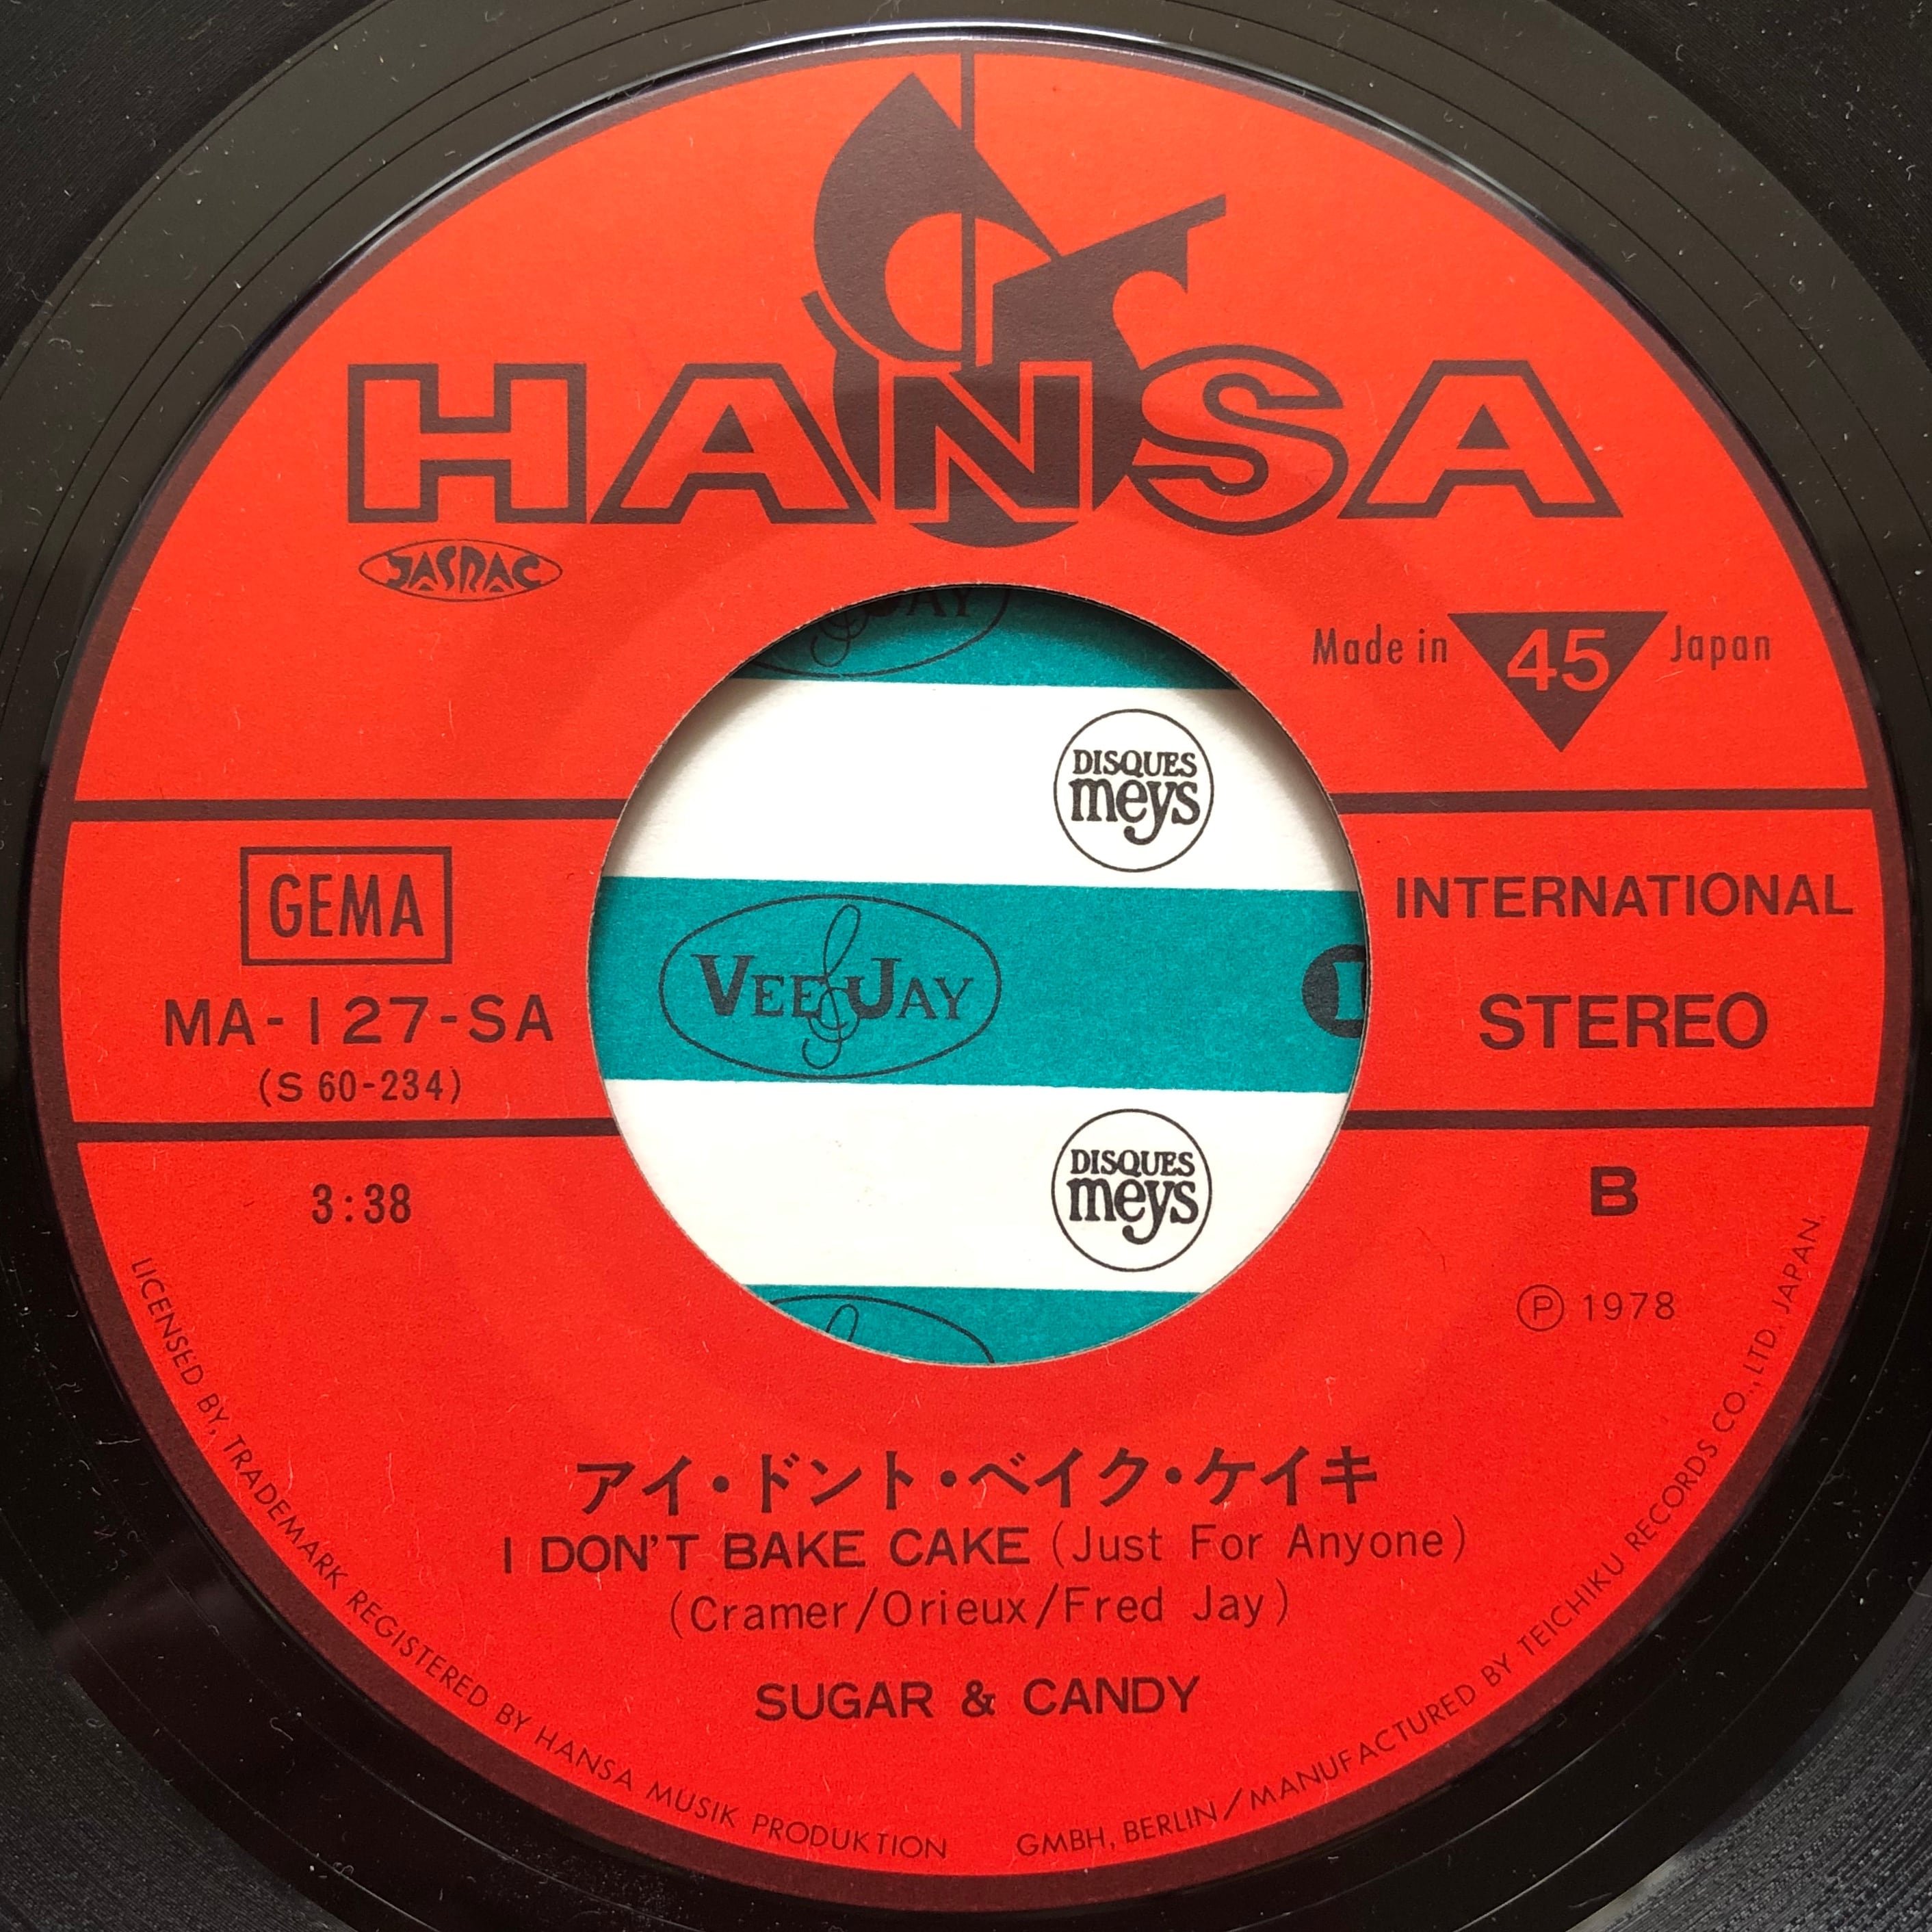 HANSA
JASRAC
Made in 45 Japan
DISQUES
meys
GEMA
INTERNATIONAL
VEE JAY
MA-127-SA
STEREO
(S 60-234)
DISQUES
meys
3:38
B
Ⓟ 1978
アイ・ドント・ベイク・ケイキ
I DON'T BAKE CAKE (Just For Anyone)
(Cramer/Orieux/Fred Jay)
SUGAR & CANDY
LICENSED BY, TRADEMARK REGISTERED BY HANSA MUSIK PRODUKTION GMBH, BERLIN/MANUFACTURED BY TEICHIKU RECORDS CO., LTD. JAPAN.